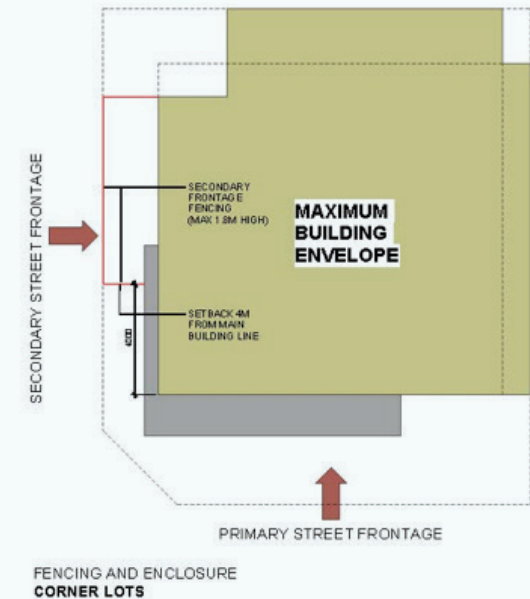 SECONDARY STREET FRONTAGE
SECONDARY
FRONTAGE
FENCING
(MAX 1.8M HIGH)
MAXIMUM
BUILDING
ENVELOPE
SETBACK 4M
FROM MAIN
BUILDING LINE
4000
PRIMARY STREET FRONTAGE
FENCING AND ENCLOSURE
CORNER LOTS